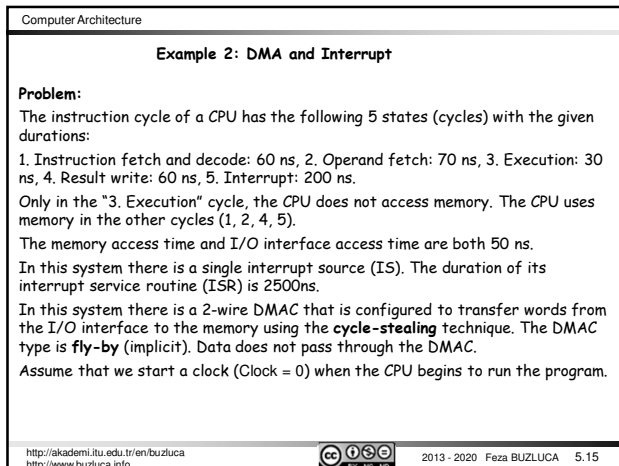 Computer Architecture
Example 2: DMA and Interrupt
Problem:
The instruction cycle of a CPU has the following 5 states (cycles) with the given
durations:
1. Instruction fetch and decode: 60 ns, 2. Operand fetch: 70 ns, 3. Execution: 30
ns, 4. Result write: 60 ns, 5. Interrupt: 200 ns.
Only in the "3. Execution" cycle, the CPU does not access memory. The CPU uses
memory in the other cycles (1, 2, 4, 5).
The memory access time and I/O interface access time are both 50 ns.
In this system there is a single interrupt source (IS). The duration of its
interrupt service routine (ISR) is 2500ns.
In this system there is a 2-wire DMAC that is configured to transfer words from
the I/O interface to the memory using the cycle-stealing technique. The DMAC
type is fly-by (implicit). Data does not pass through the DMAC.
Assume that we start a clock (Clock = 0) when the CPU begins to run the program.
http://akademi.itu.edu.tr/en/buzluca
http://www.buzluca.info
cc BY NC ND
2013 - 2020 Feza BUZLUCA 5.15